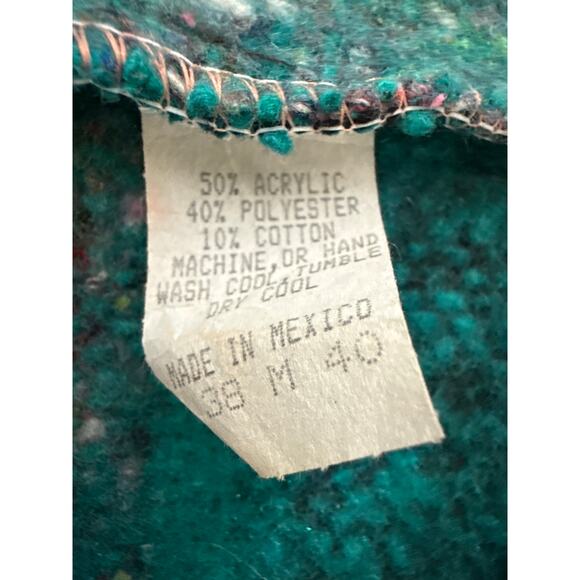 50% ACRYLIC
40% POLYESTER
10% COTTON
MACHINE,OR HAND
WASH COOL,TUMBLE
DRY COOL
MADE IN MEXICO
38 M 40